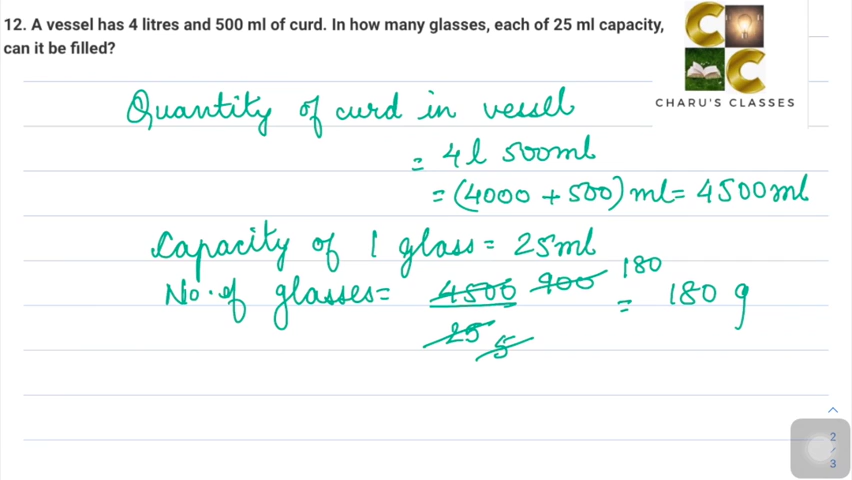 12. A vessel has 4 litres and 500 ml of curd. In how many glasses, each of 25 ml capacity,
can it be filled?
CHARU'S CLASSES
Quantity of curd in vessel
= 4l 500ml
= (4000 + 500) ml = 4500ml
Capacity of 1 glass = 25ml
No. of glasses = 4500 900 180
25 5
= 180 g
2
/
3